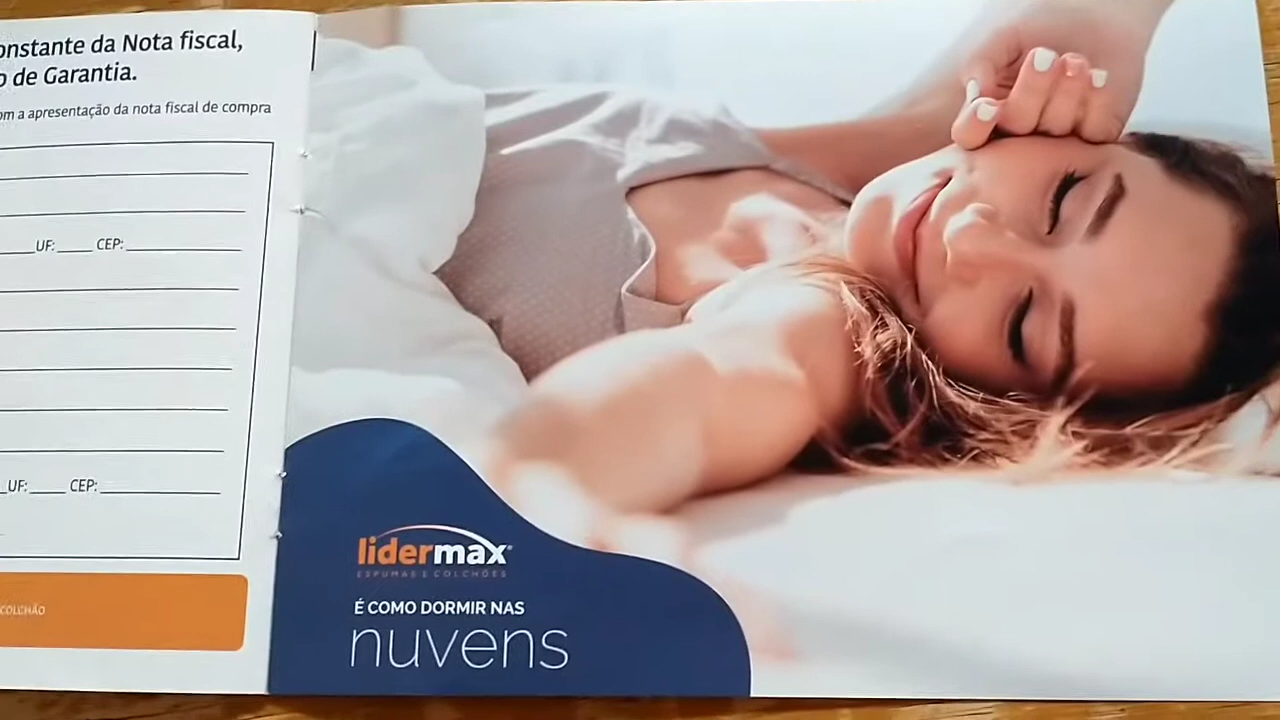 onstante da Nota fiscal,
o de Garantia.
om a apresentação da nota fiscal de compra
UF: CEP:
UF: CEP:
COLCHÃO
lidermax
ESPUMAS E COLCHÕES
É COMO DORMIR NAS
nuvens